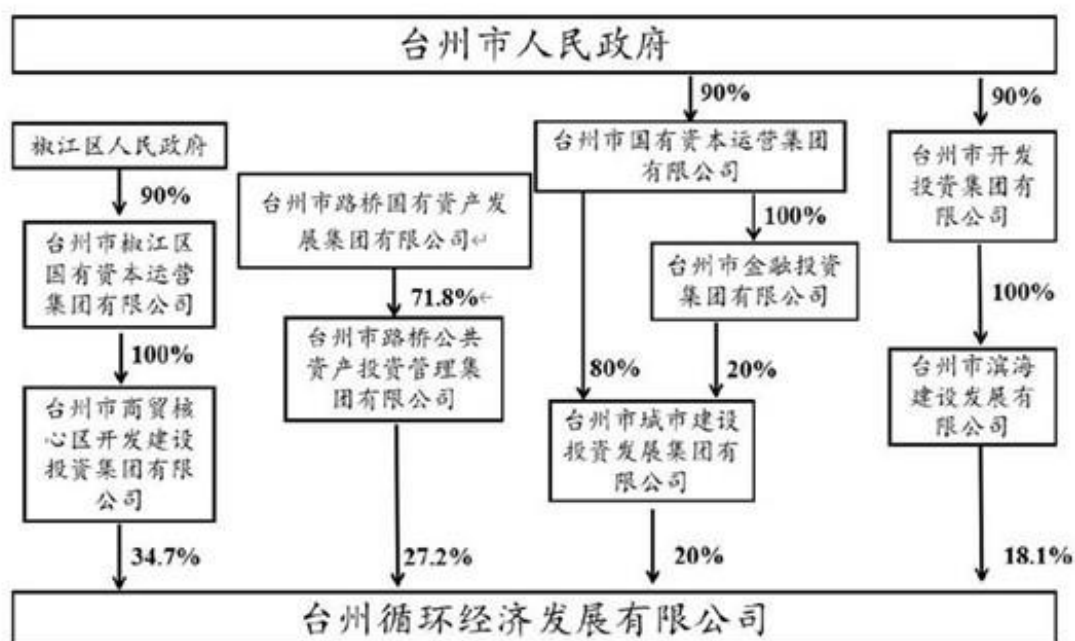 台州市人民政府
90%
90%
椒江区人民政府
台州市国有资本运营集团
有限公司
台州市开发
投资集团有
限公司
90%
台州市路桥国有资产发
展集团有限公司↵
100%
台州市椒江区
国有资本运营
集团有限公司
台州市金融投资
集团有限公司
71.8%←
100%
台州市路桥公共
资产投资管理集
团有限公司
100%
80%
20%
台州市滨海
建设发展有
限公司
台州市商贸核
心区开发建设
投资集团有限
公司
台州市城市建设
投资发展集团有
限公司
34.7%
27.2%
20%
18.1%
台州循环经济发展有限公司